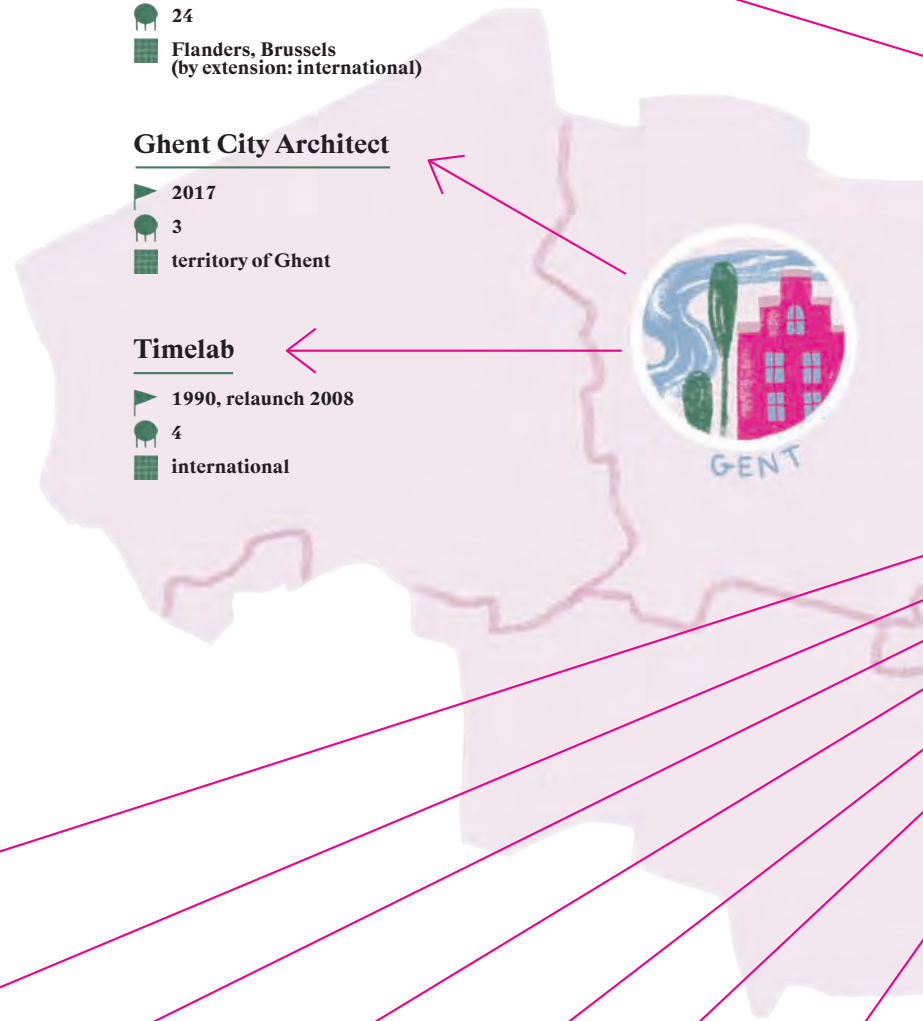 24
Flanders, Brussels
(by extension: international)
Ghent City Architect
2017
3
territory of Ghent
Timelab
1990, relaunch 2008
4
international
GENT